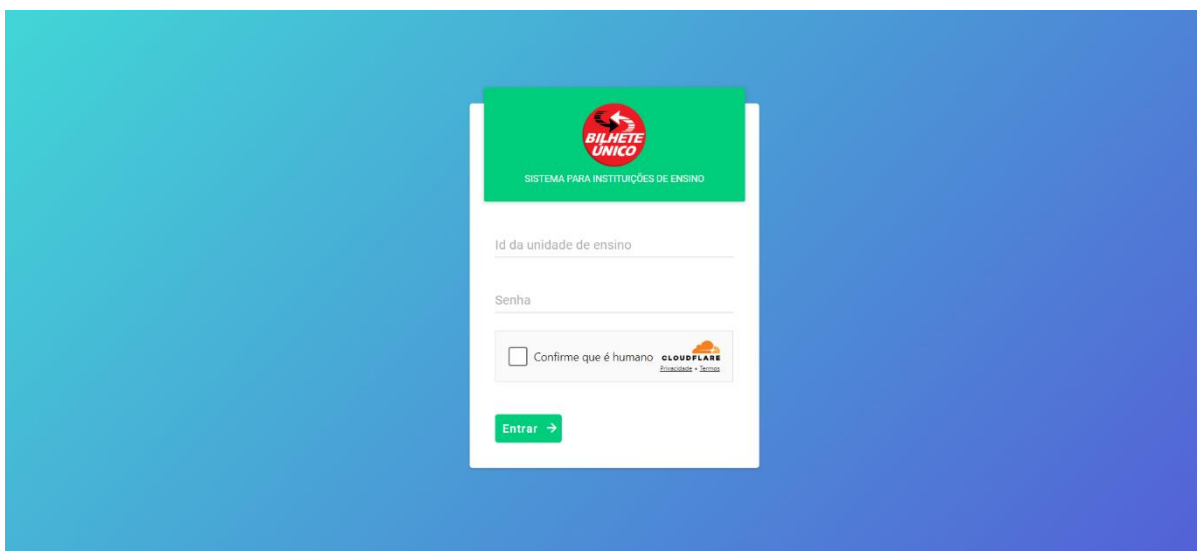 BILHETE
ÚNICO
SISTEMA PARA INSTITUIÇÕES DE ENSINO
Id da unidade de ensino
Senha
Confirme que é humano
CLOUDFLARE
Privacidade • Termos
Entrar →